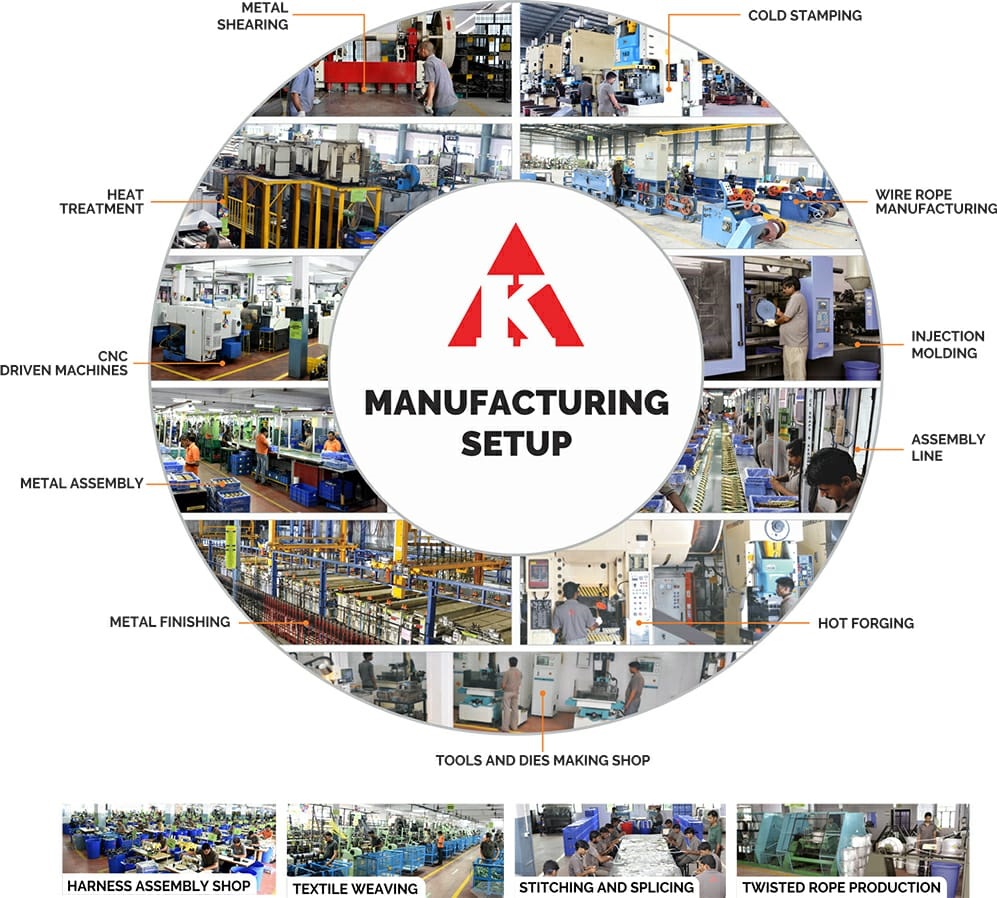 METAL
SHEARING
COLD STAMPING
HEAT
TREATMENT
WIRE ROPE
MANUFACTURING
K
MANUFACTURING
SETUP
CNC
DRIVEN MACHINES
INJECTION
MOLDING
METAL ASSEMBLY
ASSEMBLY
LINE
METAL FINISHING
HOT FORGING
TOOLS AND DIES MAKING SHOP
HARNESS ASSEMBLY SHOP
TEXTILE WEAVING
STITCHING AND SPLICING
TWISTED ROPE PRODUCTION